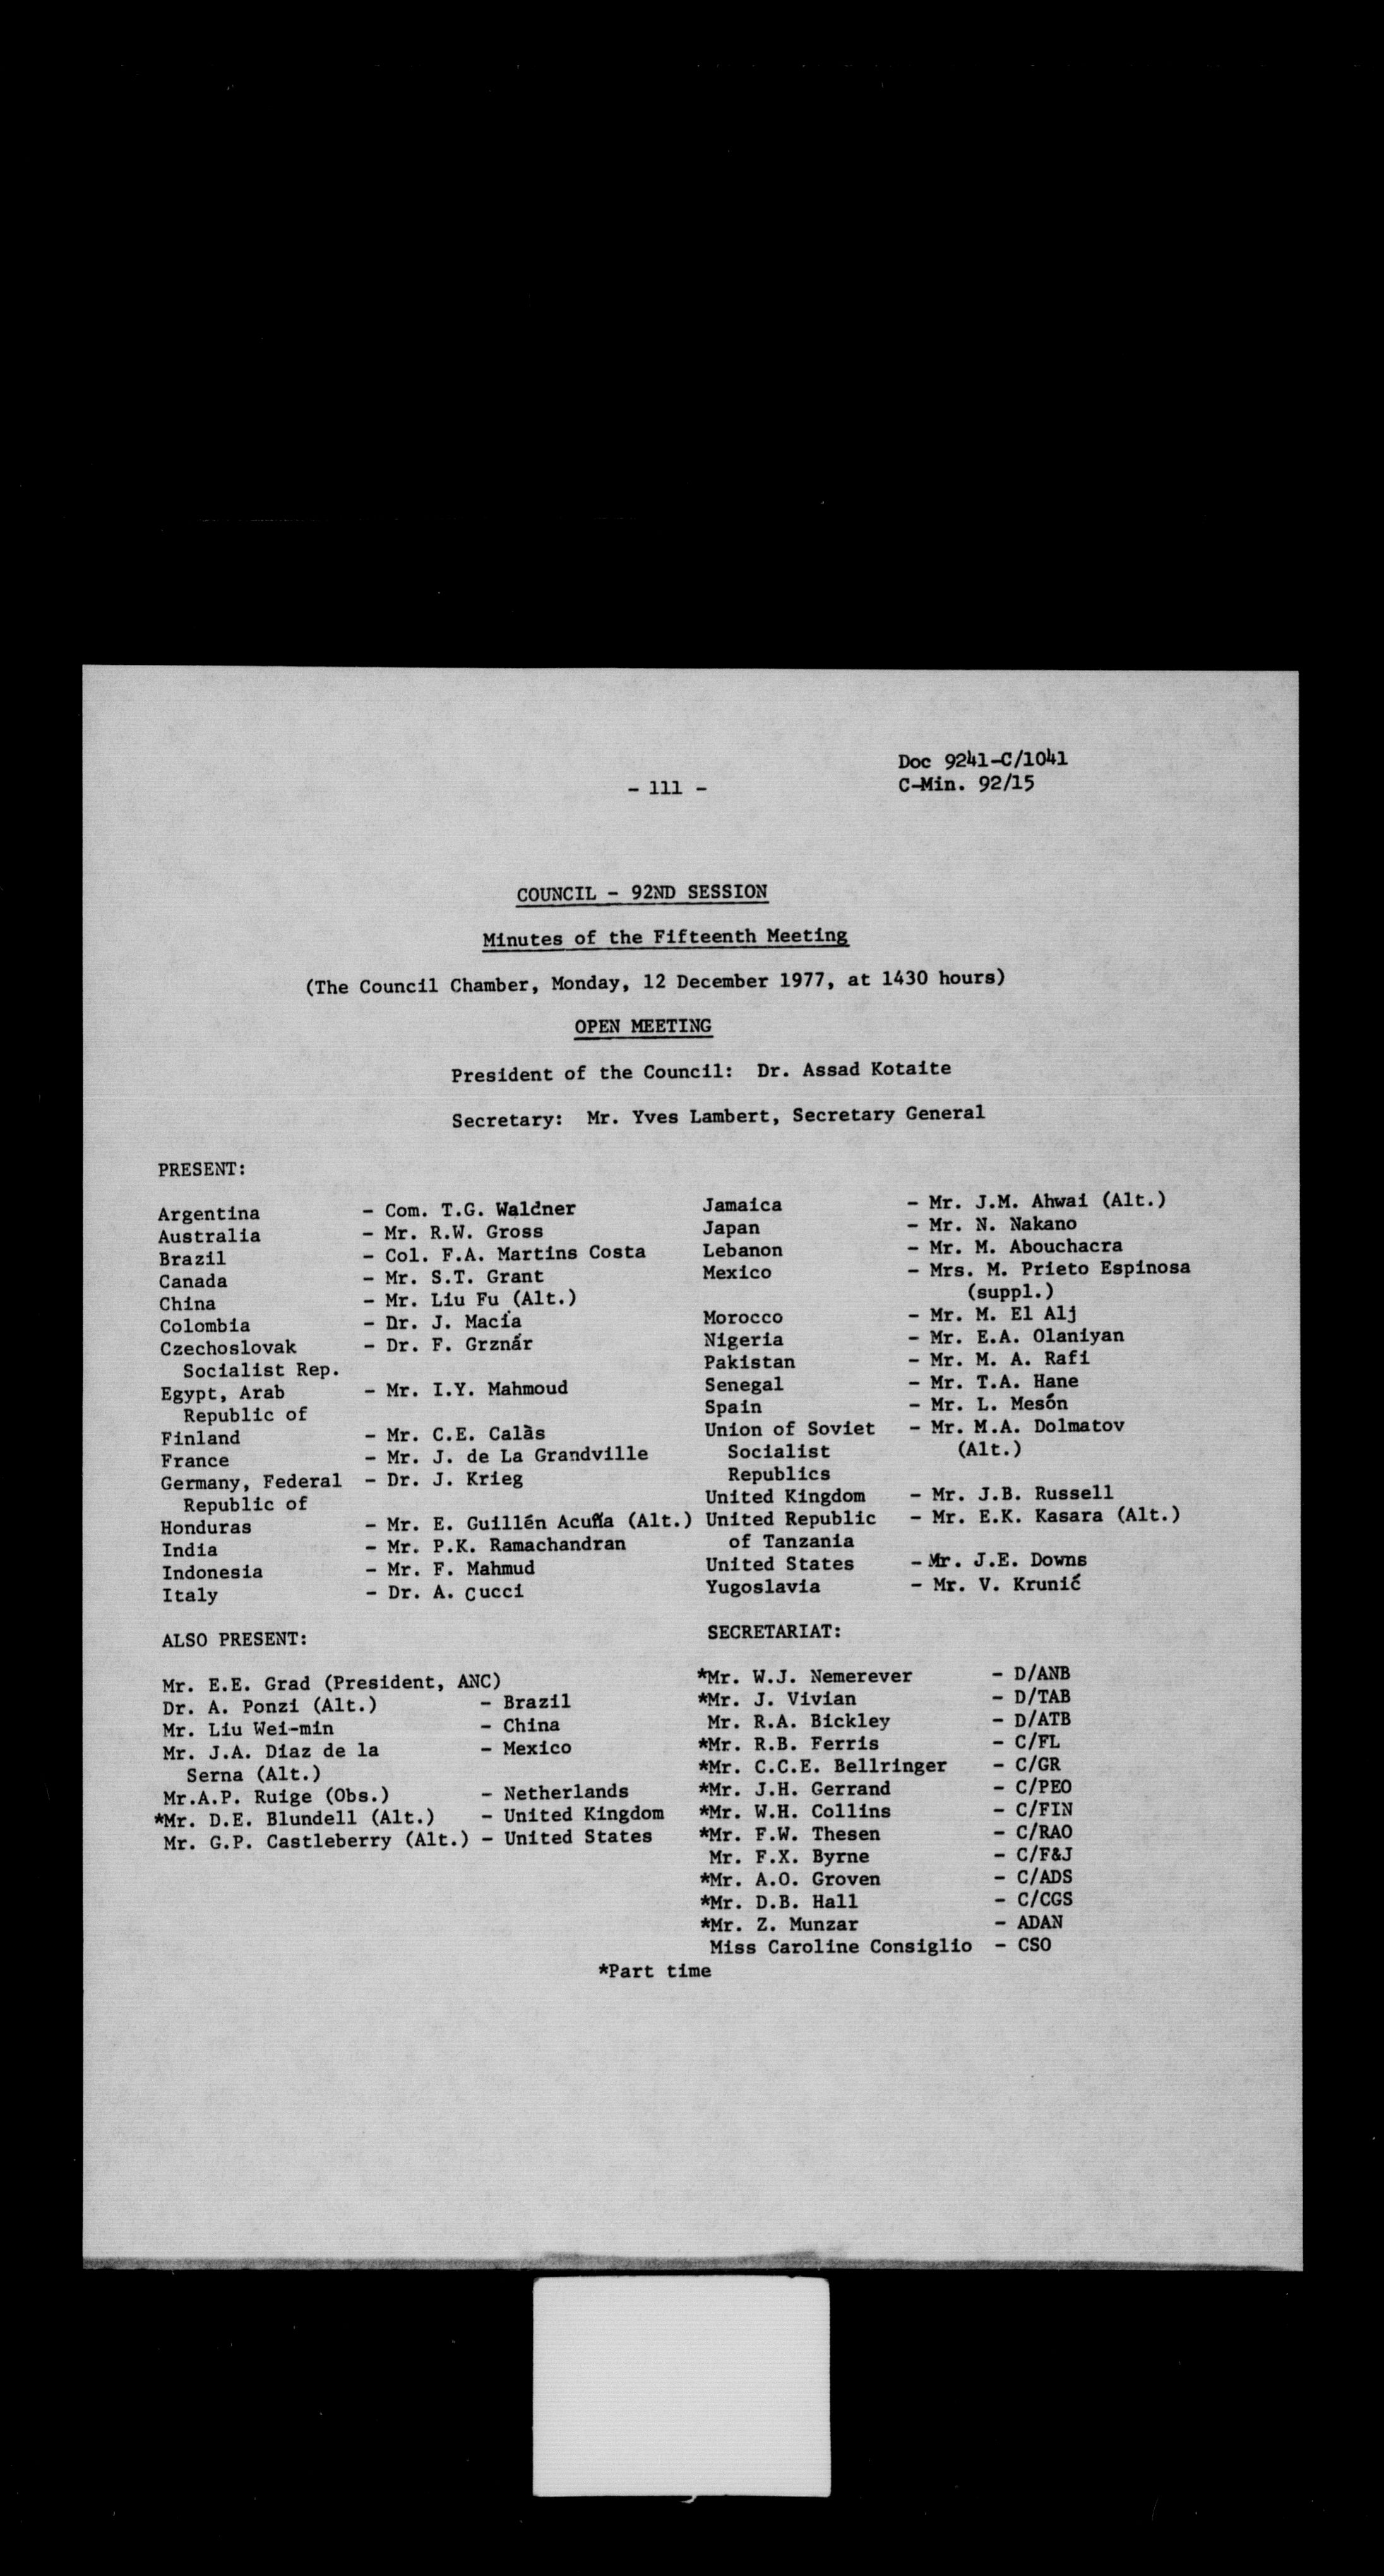 Doc 9241-C/1041
- 111 -
C-Min. 92/15
COUNCIL - 92ND SESSION
Minutes of the Fifteenth Meeting
(The Council Chamber, Monday, 12 December 1977, at 1430 hours)
OPEN MEETING
President of the Council: Dr. Assad Kotaite
Secretary: Mr. Yves Lambert, Secretary General
PRESENT:
Argentina - Com. T.G. Waldner
Australia - Mr. R.W. Gross
Brazil - Col. F.A. Martins Costa
Canada - Mr. S.T. Grant
China - Mr. Liu Fu (Alt.)
Colombia - Dr. J. Macía
Czechoslovak - Dr. F. Grznár
Socialist Rep.
Egypt, Arab - Mr. I.Y. Mahmoud
Republic of
Finland - Mr. C.E. Calàs
France - Mr. J. de La Grandville
Germany, Federal - Dr. J. Krieg
Republic of
Honduras - Mr. E. Guillén Acuña (Alt.)
India - Mr. P.K. Ramachandran
Indonesia - Mr. F. Mahmud
Italy - Dr. A. Cucci
Jamaica - Mr. J.M. Ahwai (Alt.)
Japan - Mr. N. Nakano
Lebanon - Mr. M. Abouchacra
Mexico - Mrs. M. Prieto Espinosa
(suppl.)
Morocco - Mr. M. El Alj
Nigeria - Mr. E.A. Olaniyan
Pakistan - Mr. M. A. Rafi
Senegal - Mr. T.A. Hane
Spain - Mr. L. Mesón
Union of Soviet - Mr. M.A. Dolmatov
Socialist (Alt.)
Republics
United Kingdom - Mr. J.B. Russell
United Republic - Mr. E.K. Kasara (Alt.)
of Tanzania
United States - Mr. J.E. Downs
Yugoslavia - Mr. V. Krunić
ALSO PRESENT:
Mr. E.E. Grad (President, ANC)
Dr. A. Ponzi (Alt.) - Brazil
Mr. Liu Wei-min - China
Mr. J.A. Diaz de la - Mexico
Serna (Alt.)
Mr.A.P. Ruige (Obs.) - Netherlands
*Mr. D.E. Blundell (Alt.) - United Kingdom
Mr. G.P. Castleberry (Alt.) - United States
SECRETARIAT:
*Mr. W.J. Nemerever - D/ANB
*Mr. J. Vivian - D/TAB
Mr. R.A. Bickley - D/ATB
*Mr. R.B. Ferris - C/FL
*Mr. C.C.E. Bellringer - C/GR
*Mr. J.H. Gerrand - C/PEO
*Mr. W.H. Collins - C/FIN
*Mr. F.W. Thesen - C/RAO
Mr. F.X. Byrne - C/F&J
*Mr. A.O. Groven - C/ADS
*Mr. D.B. Hall - C/CGS
*Mr. Z. Munzar - ADAN
Miss Caroline Consiglio - CSO
*Part time